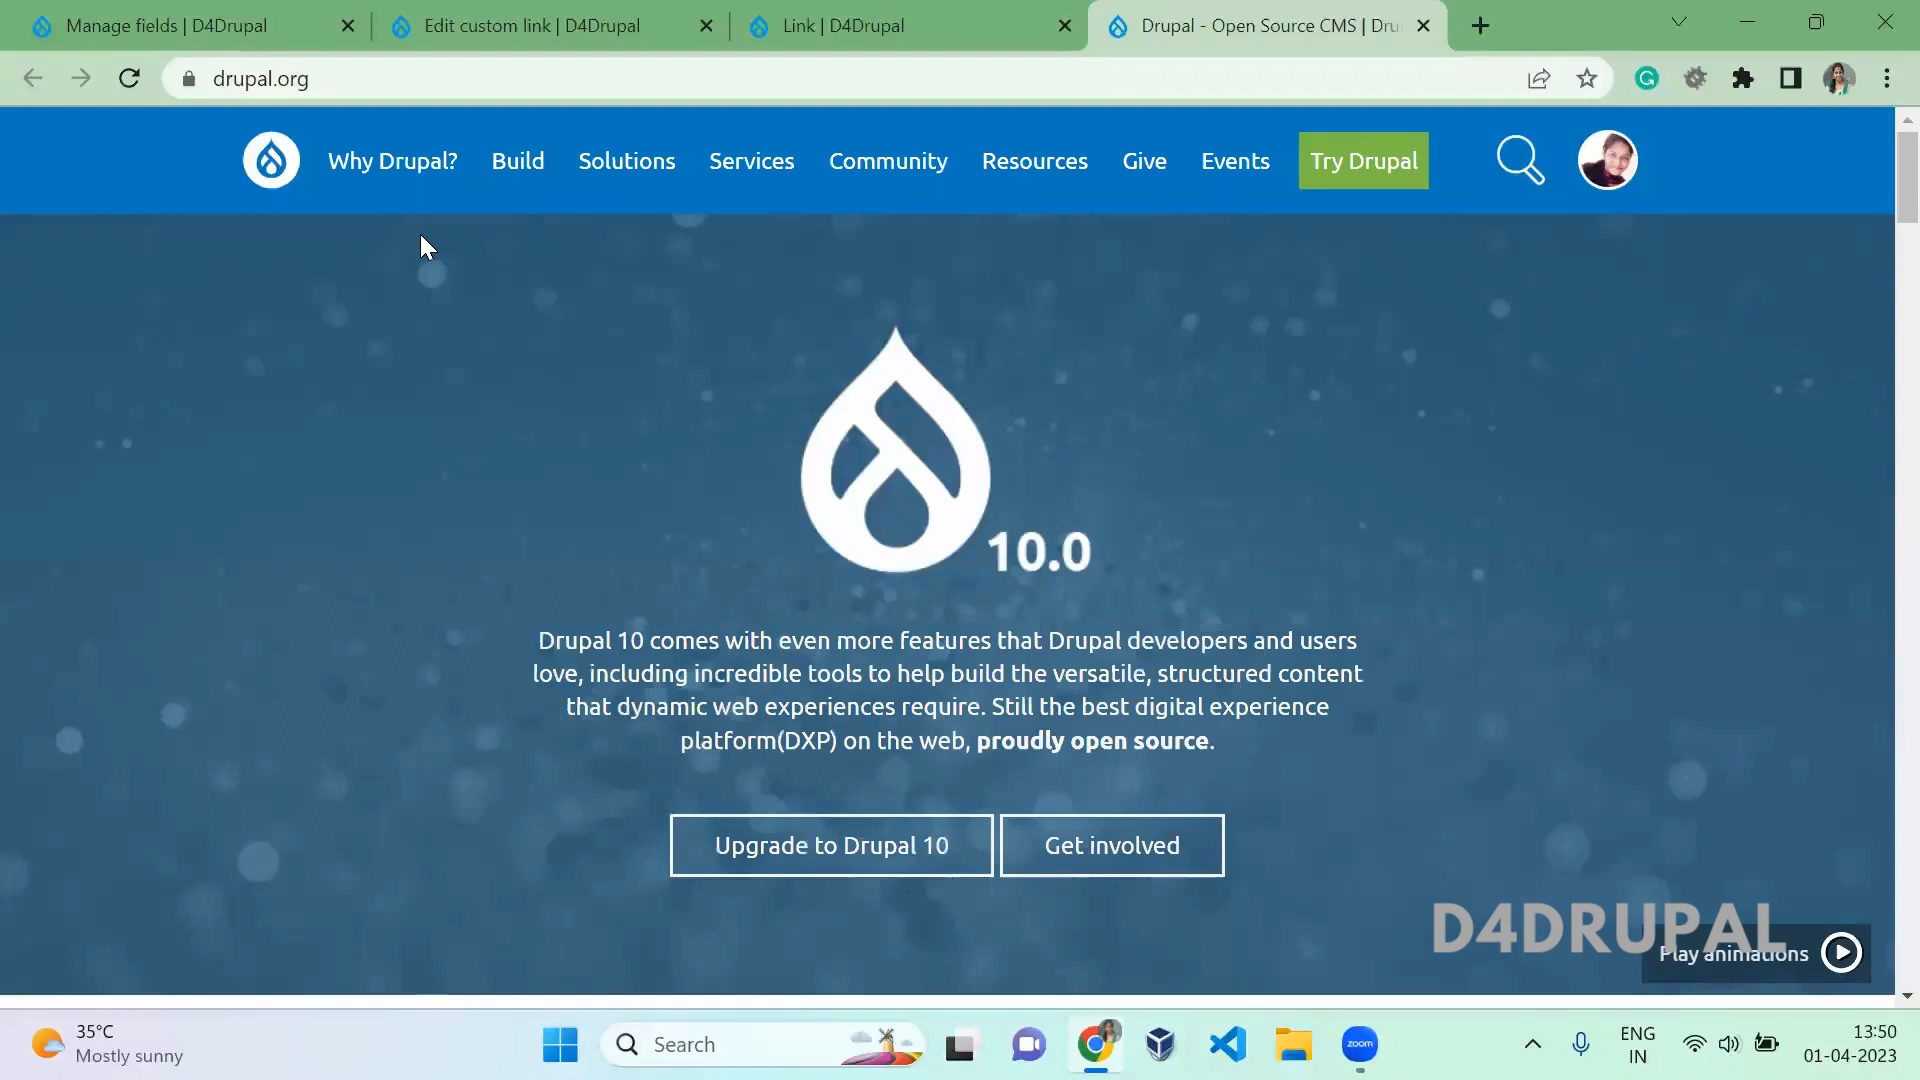 Manage fields | D4Drupal
Edit custom link | D4Drupal
Link | D4Drupal
Drupal - Open Source CMS | Dru
drupal.org
Why Drupal?
Build
Solutions
Services
Community
Resources
Give
Events
Try Drupal
10.0
Drupal 10 comes with even more features that Drupal developers and users
love, including incredible tools to help build the versatile, structured content
that dynamic web experiences require. Still the best digital experience
platform(DXP) on the web, proudly open source.
Upgrade to Drupal 10
Get involved
D4DRUPAL
Play animations
35°C
Mostly sunny
Search
zoom
ENG
IN
13:50
01-04-2023